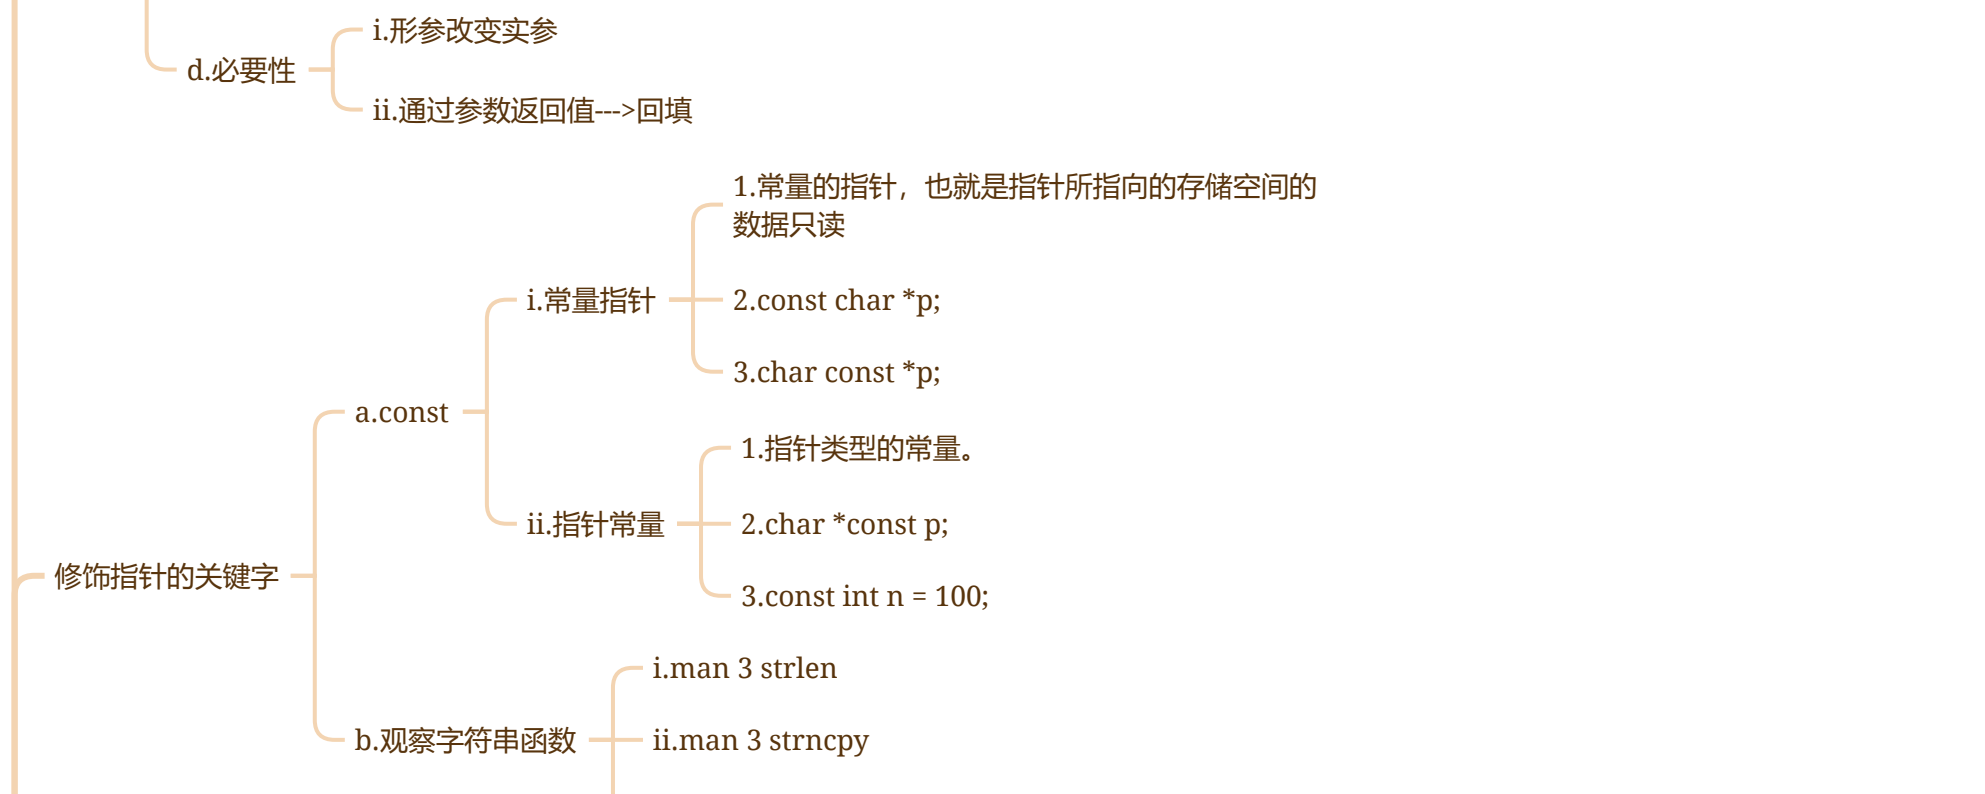 i.形参改变实参
d.必要性
ii.通过参数返回值--->回填
1.常量的指针，也就是指针所指向的存储空间的
数据只读
i.常量指针
2.const char *p;
3.char const *p;
a.const
1.指针类型的常量。
ii.指针常量
2.char *const p;
修饰指针的关键字
3.const int n = 100;
i.man 3 strlen
b.观察字符串函数
ii.man 3 strncpy